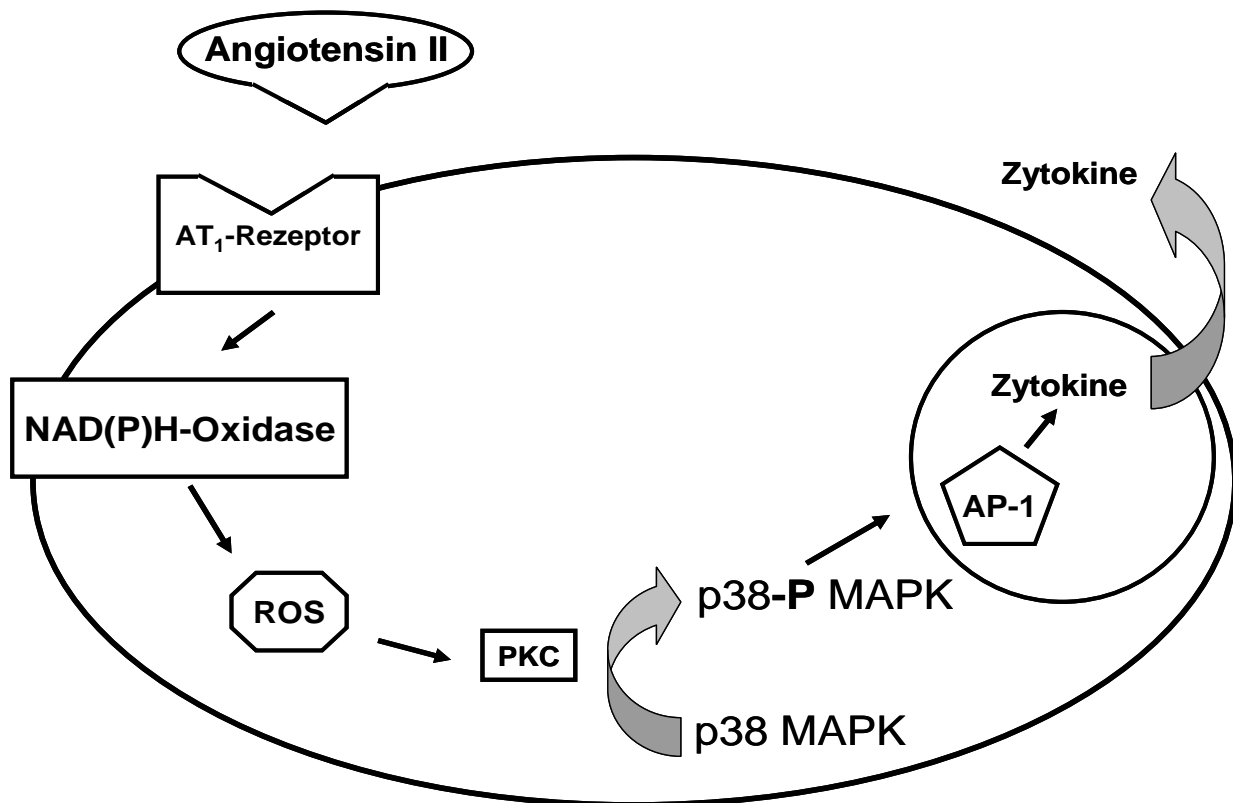 Angiotensin II
Zytokine
AT₁-Rezeptor
NAD(P)H-Oxidase
Zytokine
AP-1
ROS
PKC
p38-P MAPK
p38 MAPK